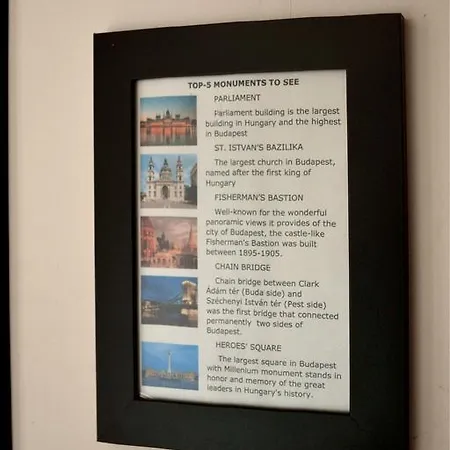 TOP-5 MONUMENTS TO SEE
PARLIAMENT
Parliament building is the largest
building in Hungary and the highest
in Budapest
ST. ISTVAN'S BAZILIKA
The largest church in Budapest,
named after the first king of
Hungary
FISHERMAN'S BASTION
Well-known for the wonderful
panoramic views it provides of the
city of Budapest, the castle-like
Fisherman's Bastion was built
between 1895-1905.
CHAIN BRIDGE
Chain bridge between Clark
Ádám tér (Buda side) and
Széchenyi István tér (Pest side)
was the first bridge that connected
permanently two sides of
Budapest.
HEROES' SQUARE
The largest square in Budapest
with Millenium monument stands in
honor and memory of the great
leaders in Hungary's history.